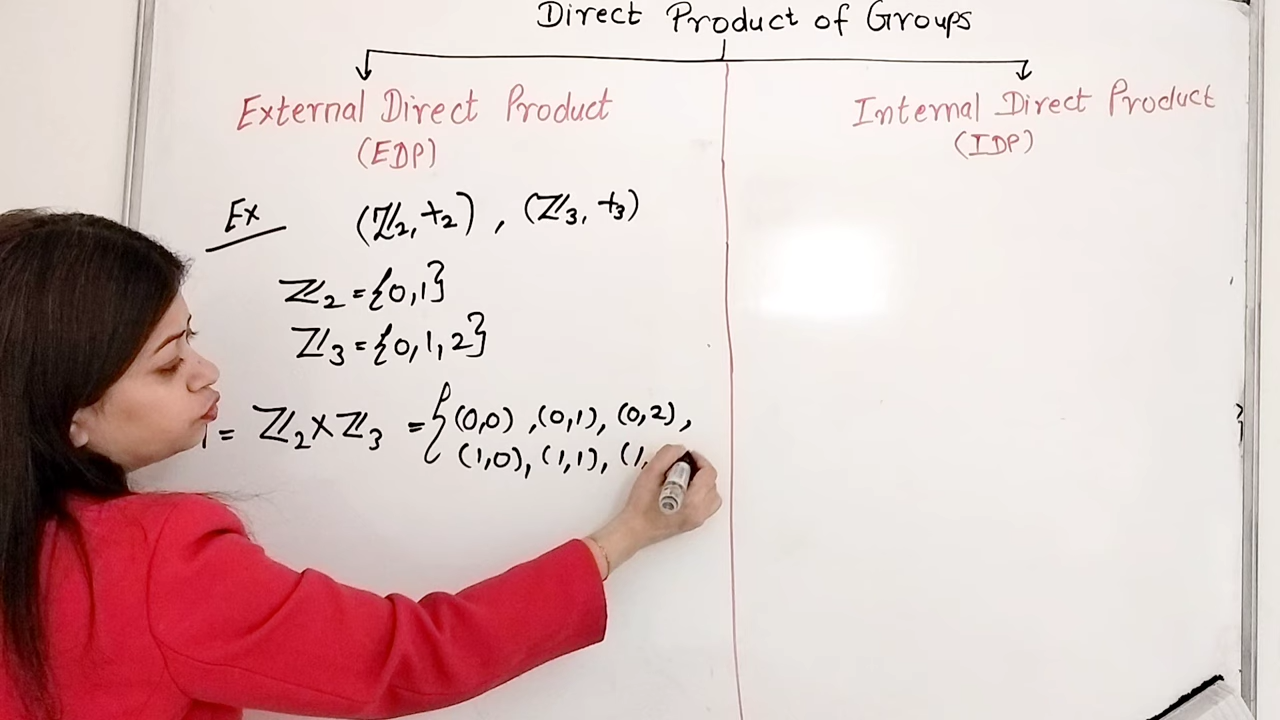 Direct Product of Groups
External Direct Product
(EDP)
Internal Direct Product
(IDP)
Ex (ℤ₂, +₂) , (ℤ₃, +₃)
ℤ₂ = {0,1}
ℤ₃ = {0,1,2}
= ℤ₂ × ℤ₃ = {(0,0) , (0,1), (0,2),
(1,0), (1,1), (1,